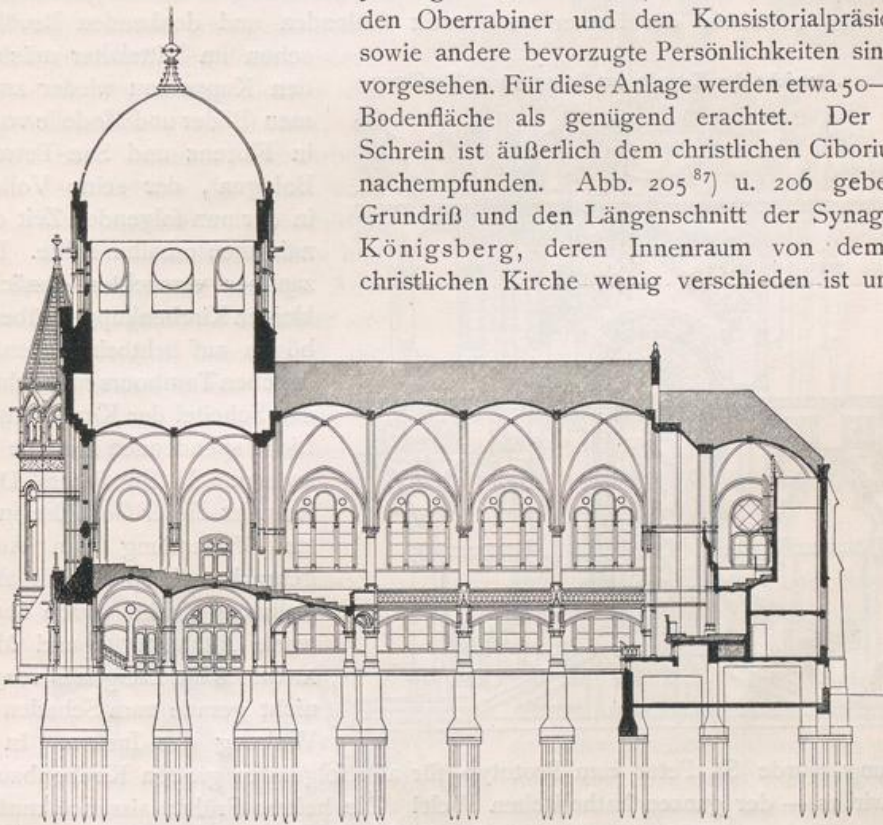 den Oberrabiner und den Konsistorialpräsid
sowie andere bevorzugte Persönlichkeiten sin
vorgesehen. Für diese Anlage werden etwa 50—
Bodenfläche als genügend erachtet. Der
Schrein ist äußerlich dem christlichen Ciboriu
nachempfunden. Abb. 205 ⁸⁷) u. 206 gebe
Grundriß und den Längenschnitt der Synag
Königsberg, deren Innenraum von dem
christlichen Kirche wenig verschieden ist un